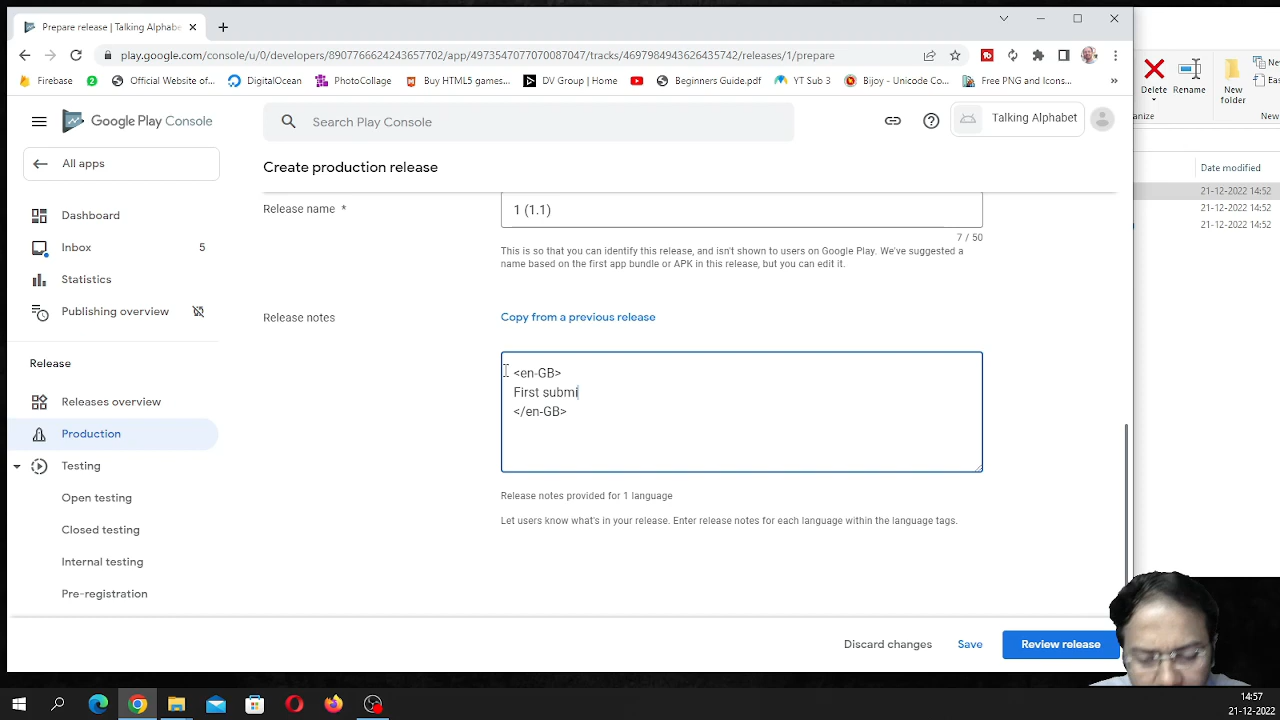 Prepare release | Talking Alphabe
play.google.com/console/u/0/developers/8907766624243657702/app/4973547077070087047/tracks/4697984943626435742/releases/1/prepare
Firebase
2
Official Website of...
DigitalOcean
PhotoCollage
Buy HTML5 games...
DV Group | Home
Beginners Guide.pdf
YT Sub 3
Bijoy - Unicode Co...
Free PNG and Icons...
»
Delete
Rename
New
folder
Ne
Eas
anize
New
Date modified
21-12-2022 14:52
21-12-2022 14:52
21-12-2022 14:52
Google Play Console
Search Play Console
Talking Alphabet
All apps
Create production release
Dashboard
Inbox
5
Statistics
Publishing overview
Release
Releases overview
Production
Testing
Open testing
Closed testing
Internal testing
Pre-registration
Release name *
1 (1.1)
7 / 50
This is so that you can identify this release, and isn't shown to users on Google Play. We've suggested a
name based on the first app bundle or APK in this release, but you can edit it.
Release notes
Copy from a previous release
<en-GB>
First submi
</en-GB>
Release notes provided for 1 language
Let users know what's in your release. Enter release notes for each language within the language tags.
Discard changes
Save
Review release
14:57
21-12-2022